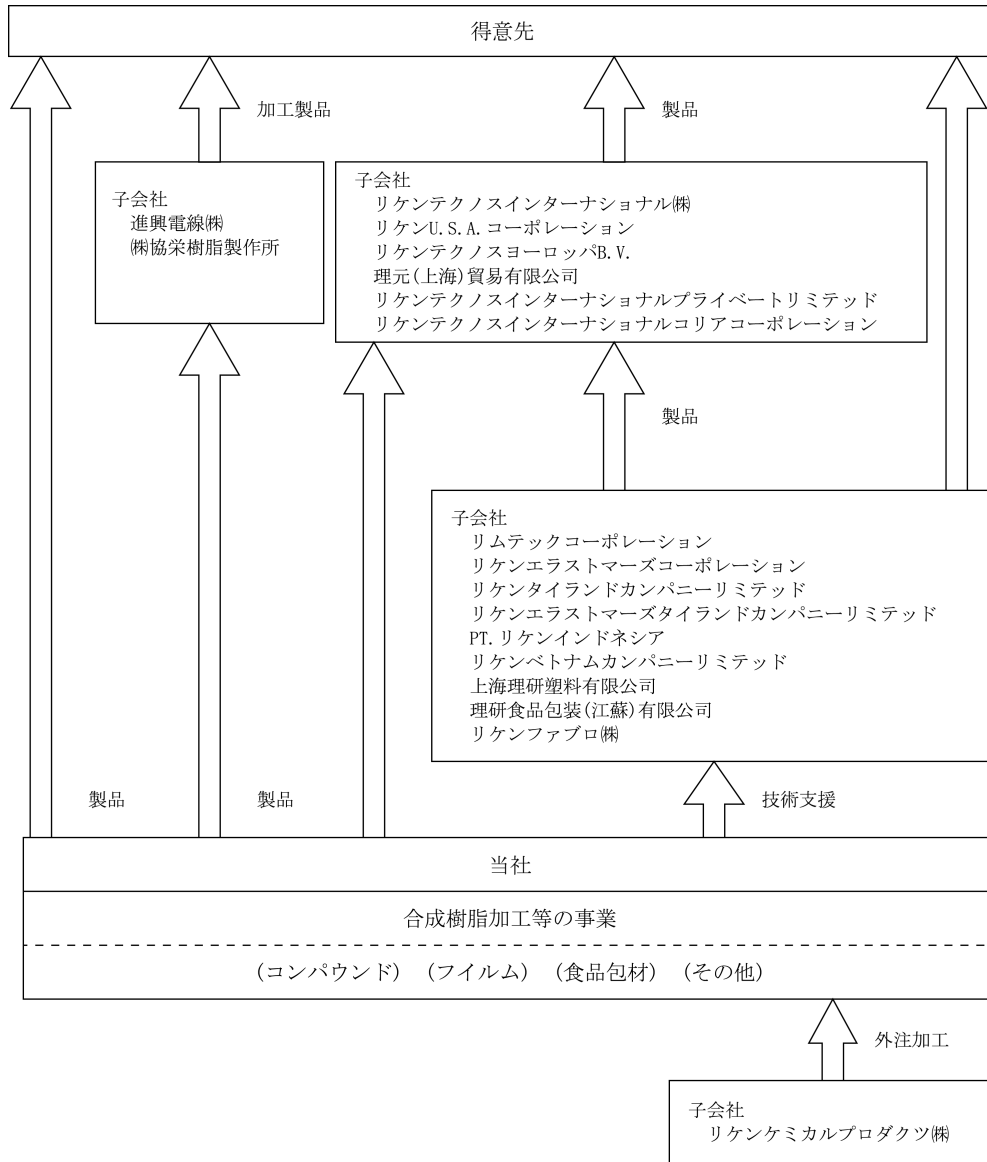 得意先
加工製品
製品
子会社
進興電線㈱
㈱協栄樹脂製作所
子会社
リケンテクノスインターナショナル㈱
リケンU.S.A.コーポレーション
リケンテクノスヨーロッパB.V.
理元(上海)貿易有限公司
リケンテクノスインターナショナルプライベートリミテッド
リケンテクノスインターナショナルコリアコーポレーション
製品
子会社
リムテックコーポレーション
リケンエラストマーズコーポレーション
リケンタイランドカンパニーリミテッド
リケンエラストマーズタイランドカンパニーリミテッド
PT.リケンインドネシア
リケンベトナムカンパニーリミテッド
上海理研塑料有限公司
理研食品包装(江蘇)有限公司
リケンファブロ㈱
製品
製品
技術支援
当社
合成樹脂加工等の事業
(コンパウンド) (フイルム) (食品包材) (その他)
外注加工
子会社
リケンケミカルプロダクツ㈱